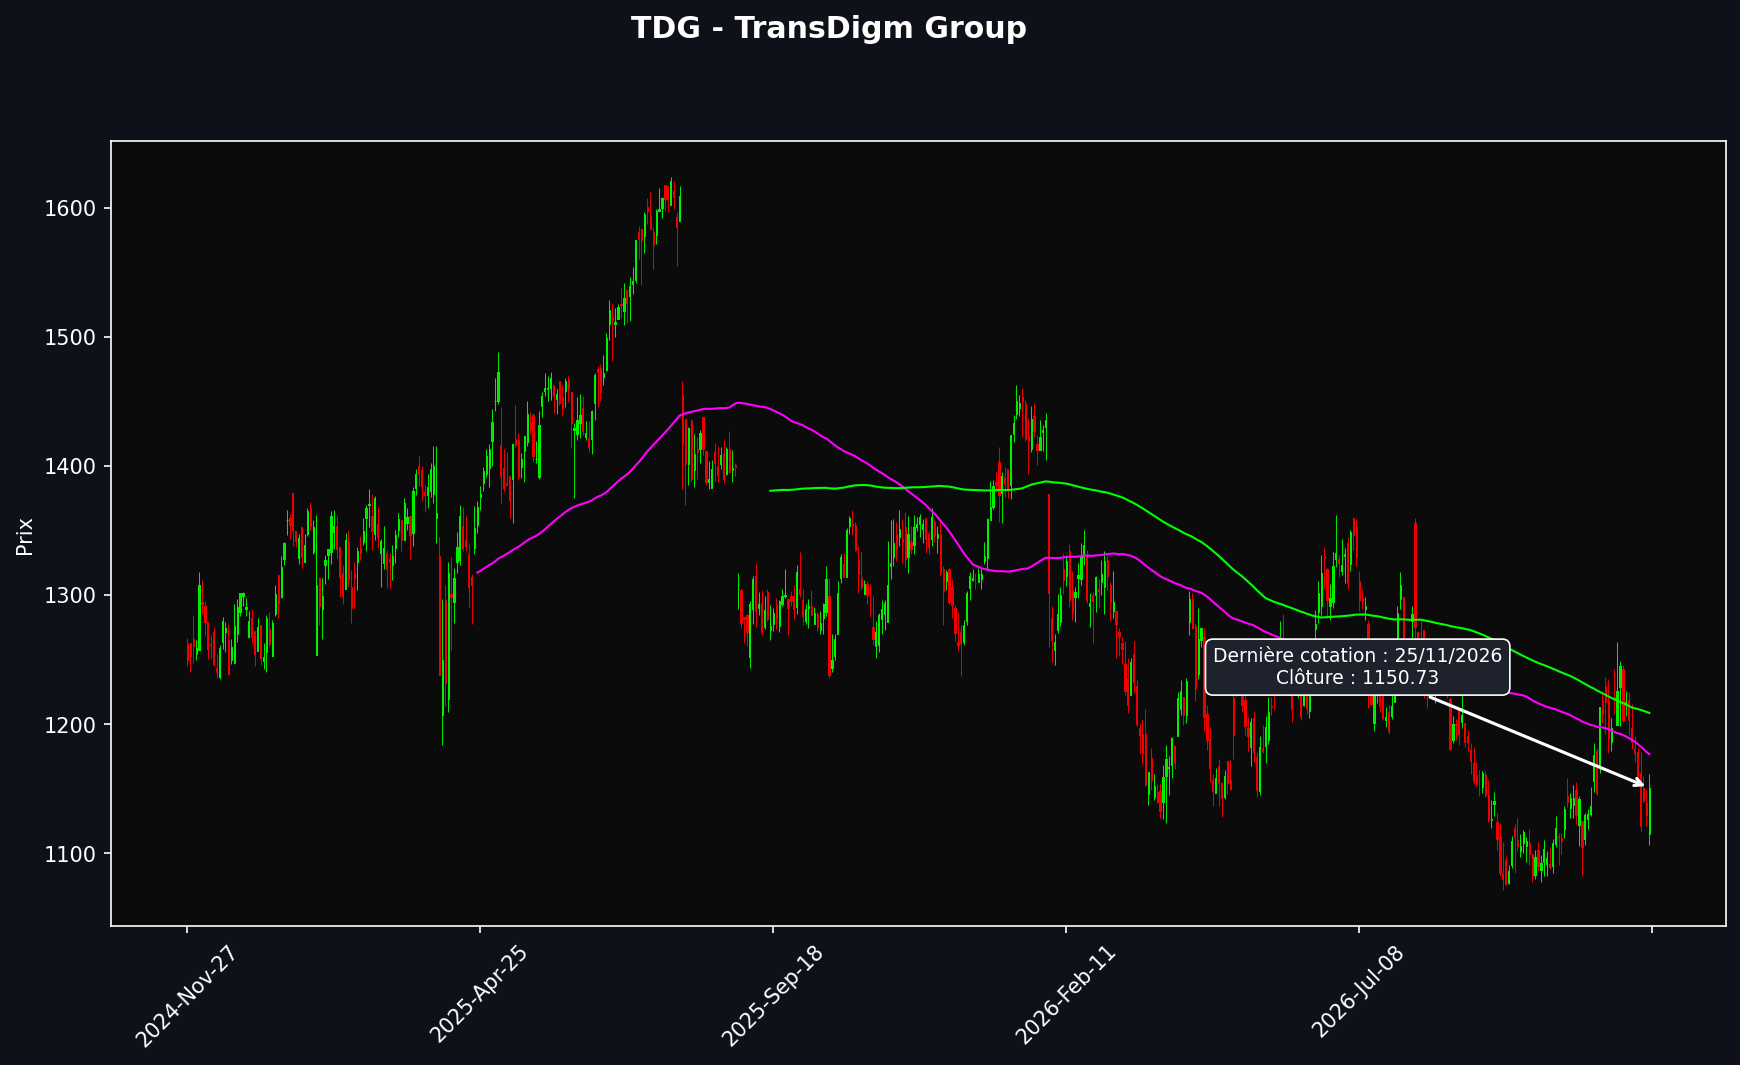 TDG - TransDigm Group
Prix
1600
1500
1400
1300
1200
1100
Dernière cotation : 25/11/2026
Clôture : 1150.73
2024-Nov-27
2025-Apr-25
2025-Sep-18
2026-Feb-11
2026-Jul-08